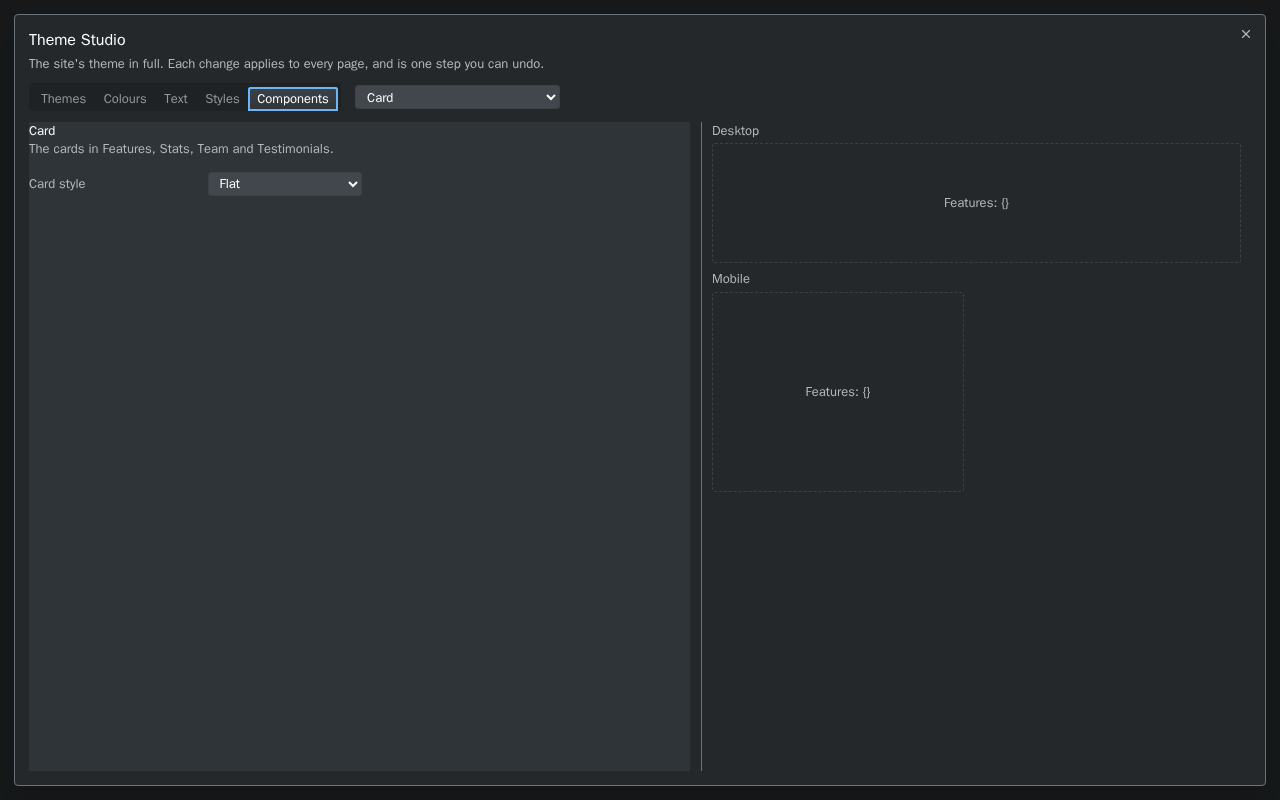 Theme Studio
The site's theme in full. Each change applies to every page, and is one step you can undo.
Themes Colours Text Styles Components Card
Card
The cards in Features, Stats, Team and Testimonials.
Card style Flat
Desktop
Features: {}
Mobile
Features: {}